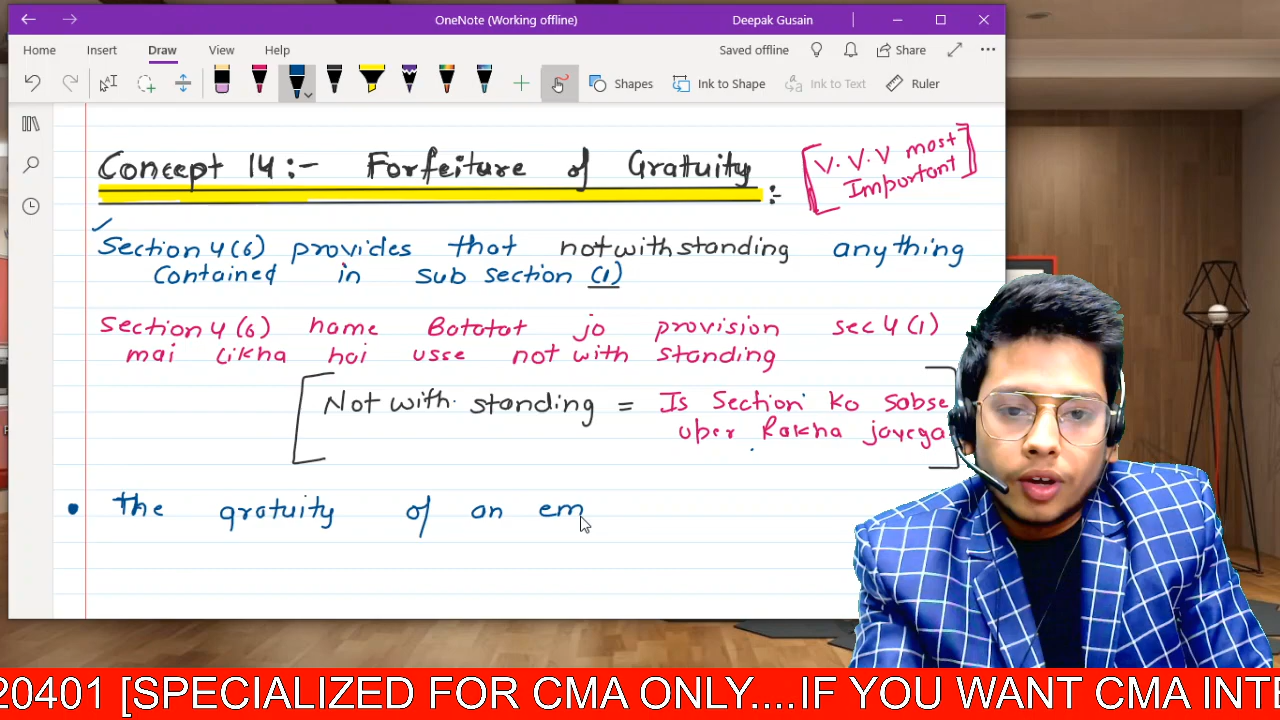 OneNote (Working offline)
Deepak Gusain
Home Insert Draw View Help
Saved offline
Share
Shapes
Ink to Shape
Ink to Text
Ruler
Concept 14:- Forfeiture of Gratuity :-
[V.V.V most
Important]
Section 4(6) provides that notwithstanding anything
Contained in sub section (1)
Section 4(6) hame Batatat jo provision sec 4(1)
mai likha hai usse not with standing
[Not with standing = Is Section ko sabse
uper Rakha jayega]
• The gratuity of an em
20401 [SPECIALIZED FOR CMA ONLY....IF YOU WANT CMA INTE